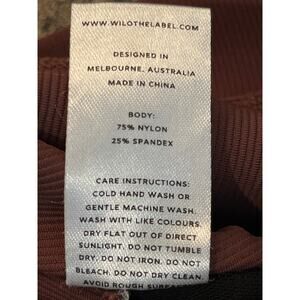 WWW.WILOTHELABEL.COM
DESIGNED IN
MELBOURNE, AUSTRALIA
MADE IN CHINA
BODY:
75% NYLON
25% SPANDEX
CARE INSTRUCTIONS:
COLD HAND WASH OR
GENTLE MACHINE WASH.
WASH WITH LIKE COLOURS.
DRY FLAT OUT OF DIRECT
SUNLIGHT. DO NOT TUMBLE
DRY. DO NOT IRON. DO NOT
BLEACH. DO NOT DRY CLEAN.
AVOID ROUGH